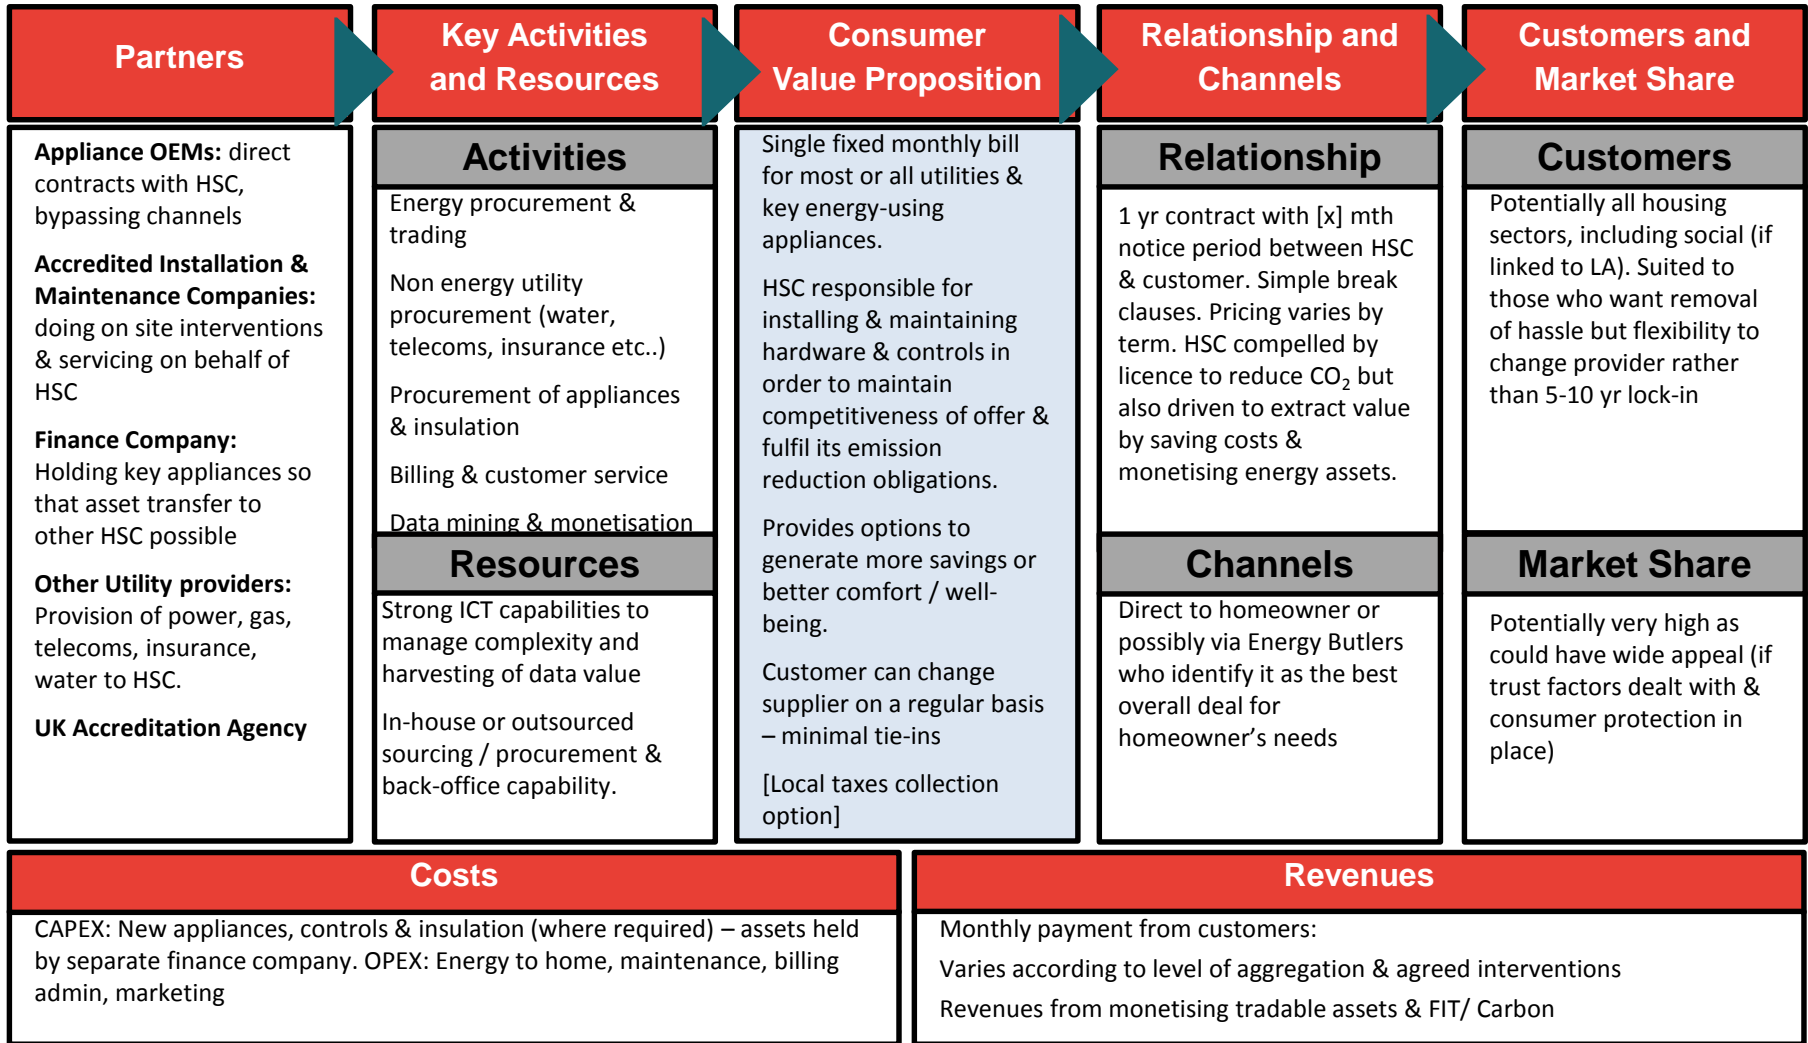 Partners
Key Activities
and Resources
Consumer
Value Proposition
Relationship and
Channels
Customers and
Market Share
Appliance OEMs: direct
contracts with HSC,
bypassing channels
Accredited Installation &
Maintenance Companies:
doing on site interventions
& servicing on behalf of
HSC
Finance Company:
Holding key appliances so
that asset transfer to
other HSC possible
Other Utility providers:
Provision of power, gas,
telecoms, insurance,
water to HSC.
UK Accreditation Agency
Activities
Energy procurement &
trading
Non energy utility
procurement (water,
telecoms, insurance etc..)
Procurement of appliances
& insulation
Billing & customer service
Data mining & monetisation
Resources
Strong ICT capabilities to
manage complexity and
harvesting of data value
In-house or outsourced
sourcing / procurement &
back-office capability.
Single fixed monthly bill
for most or all utilities &
key energy-using
appliances.
HSC responsible for
installing & maintaining
hardware & controls in
order to maintain
competitiveness of offer &
fulfil its emission
reduction obligations.
Provides options to
generate more savings or
better comfort / well-
being.
Customer can change
supplier on a regular basis
– minimal tie-ins
[Local taxes collection
option]
Relationship
1 yr contract with [x] mth
notice period between HSC
& customer. Simple break
clauses. Pricing varies by
term. HSC compelled by
licence to reduce CO₂ but
also driven to extract value
by saving costs &
monetising energy assets.
Channels
Direct to homeowner or
possibly via Energy Butlers
who identify it as the best
overall deal for
homeowner’s needs
Customers
Potentially all housing
sectors, including social (if
linked to LA). Suited to
those who want removal
of hassle but flexibility to
change provider rather
than 5-10 yr lock-in
Market Share
Potentially very high as
could have wide appeal (if
trust factors dealt with &
consumer protection in
place)
Costs
CAPEX: New appliances, controls & insulation (where required) – assets held
by separate finance company. OPEX: Energy to home, maintenance, billing
admin, marketing
Revenues
Monthly payment from customers:
Varies according to level of aggregation & agreed interventions
Revenues from monetising tradable assets & FIT/ Carbon